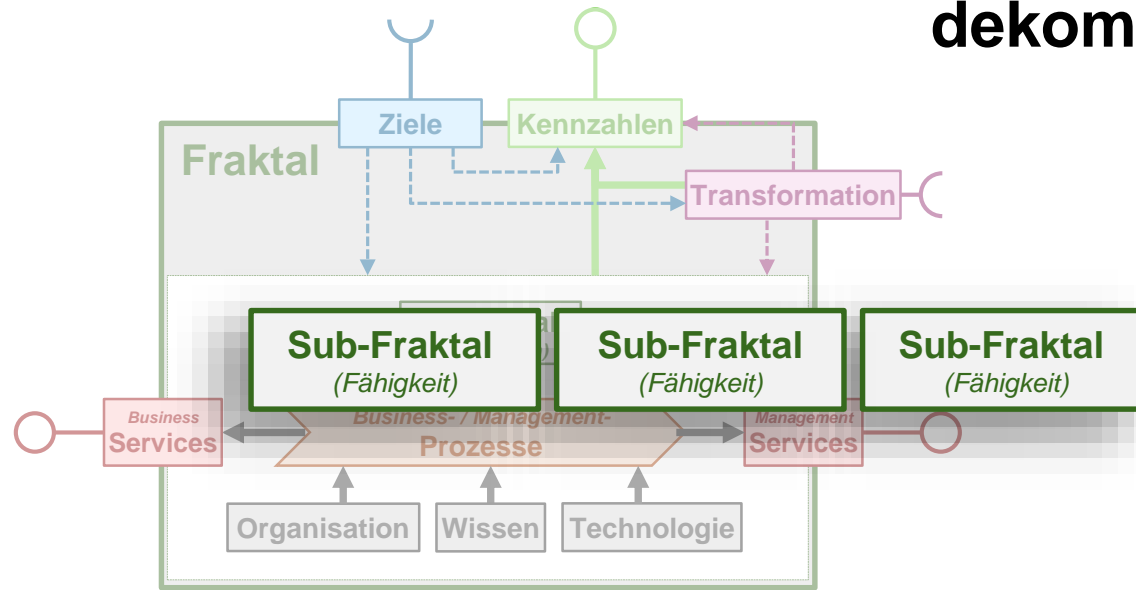 dekom
Ziele
Kennzahlen
Fraktal
Transformation
Sub-Fraktal
(Fähigkeit)
Sub-Fraktal
(Fähigkeit)
Sub-Fraktal
(Fähigkeit)
Business
Services
Business- / Management-
Prozesse
Management
Services
Organisation
Wissen
Technologie